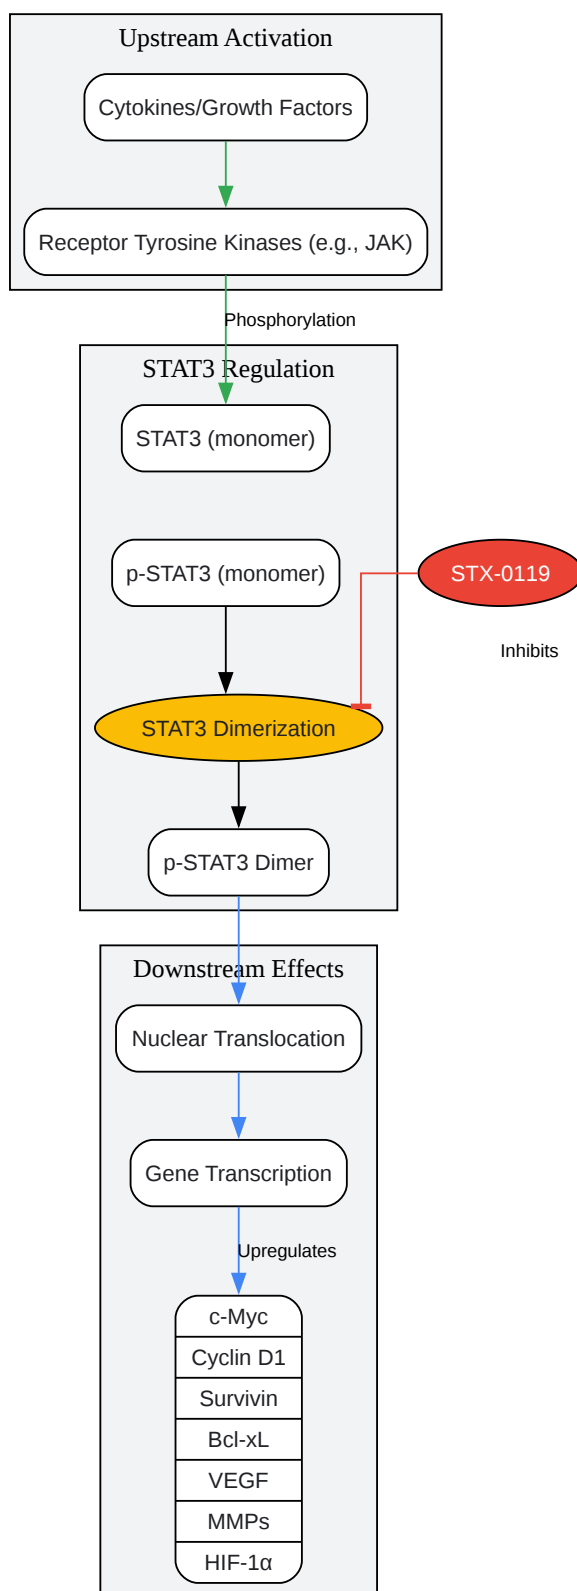 Upstream Activation
Cytokines/Growth Factors
Receptor Tyrosine Kinases (e.g., JAK)
Phosphorylation
STAT3 Regulation
STAT3 (monomer)
p-STAT3 (monomer)
STX-0119
Inhibits
STAT3 Dimerization
p-STAT3 Dimer
Downstream Effects
Nuclear Translocation
Gene Transcription
Upregulates
c-Myc
Cyclin D1
Survivin
Bcl-xL
VEGF
MMPs
HIF-1α